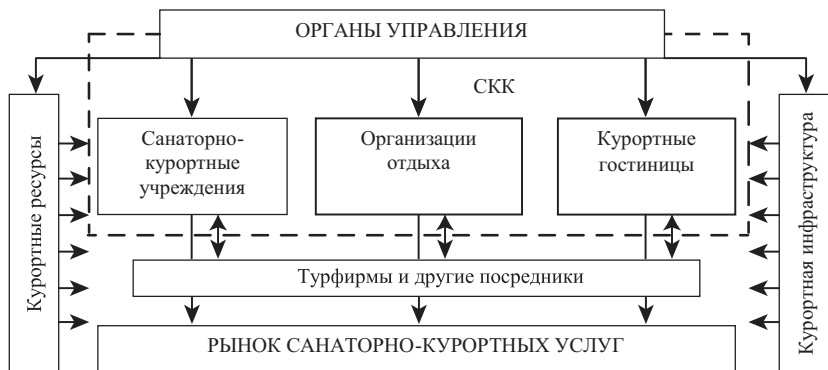 ОРГАНЫ УПРАВЛЕНИЯ
СКК
Курортные ресурсы
Санаторно-
курортные
учреждения
Организации
отдыха
Курортные
гостиницы
Курортная инфраструктура
Турфирмы и другие посредники
РЫНОК САНАТОРНО-КУРОРТНЫХ УСЛУГ